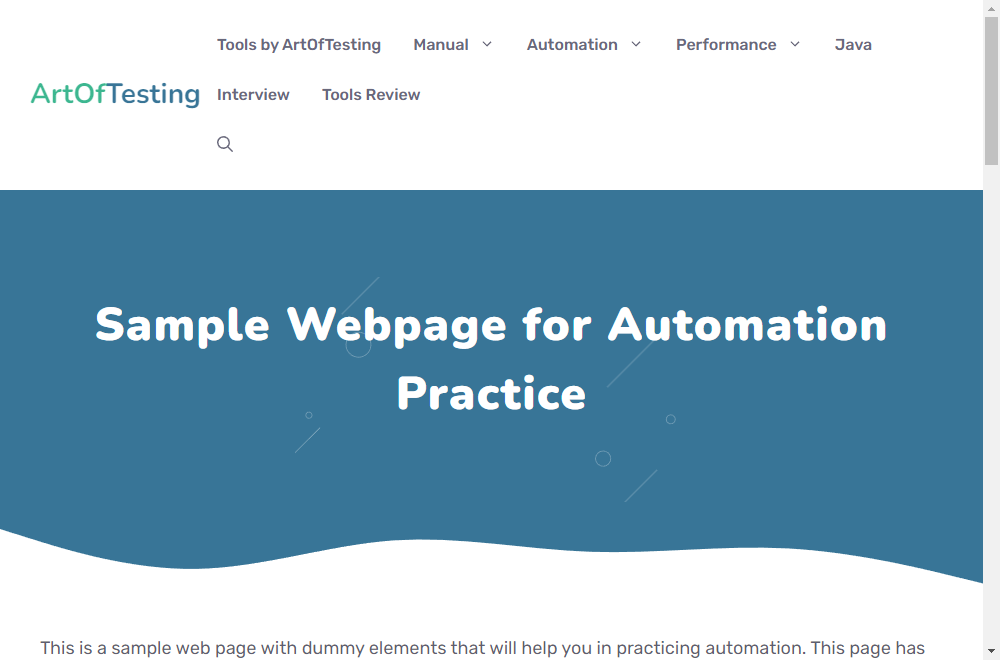 Tools by ArtOfTesting Manual Automation Performance Java
ArtOfTesting Interview Tools Review
Sample Webpage for Automation
Practice
This is a sample web page with dummy elements that will help you in practicing automation. This page has